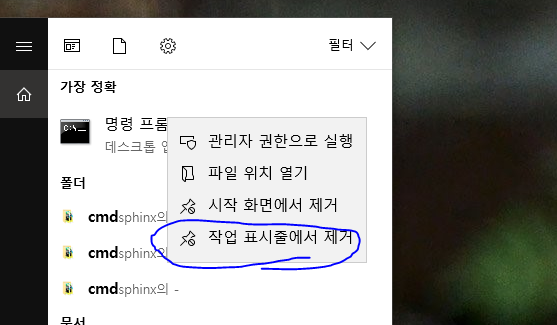 필터
가장 정확
명령 프롬
데스크톱
관리자 권한으로 실행
파일 위치 열기
시작 화면에서 제거
작업 표시줄에서 제거
폴더
cmdsphinx의
cmdsphinx의
cmdsphinx의 -
문서